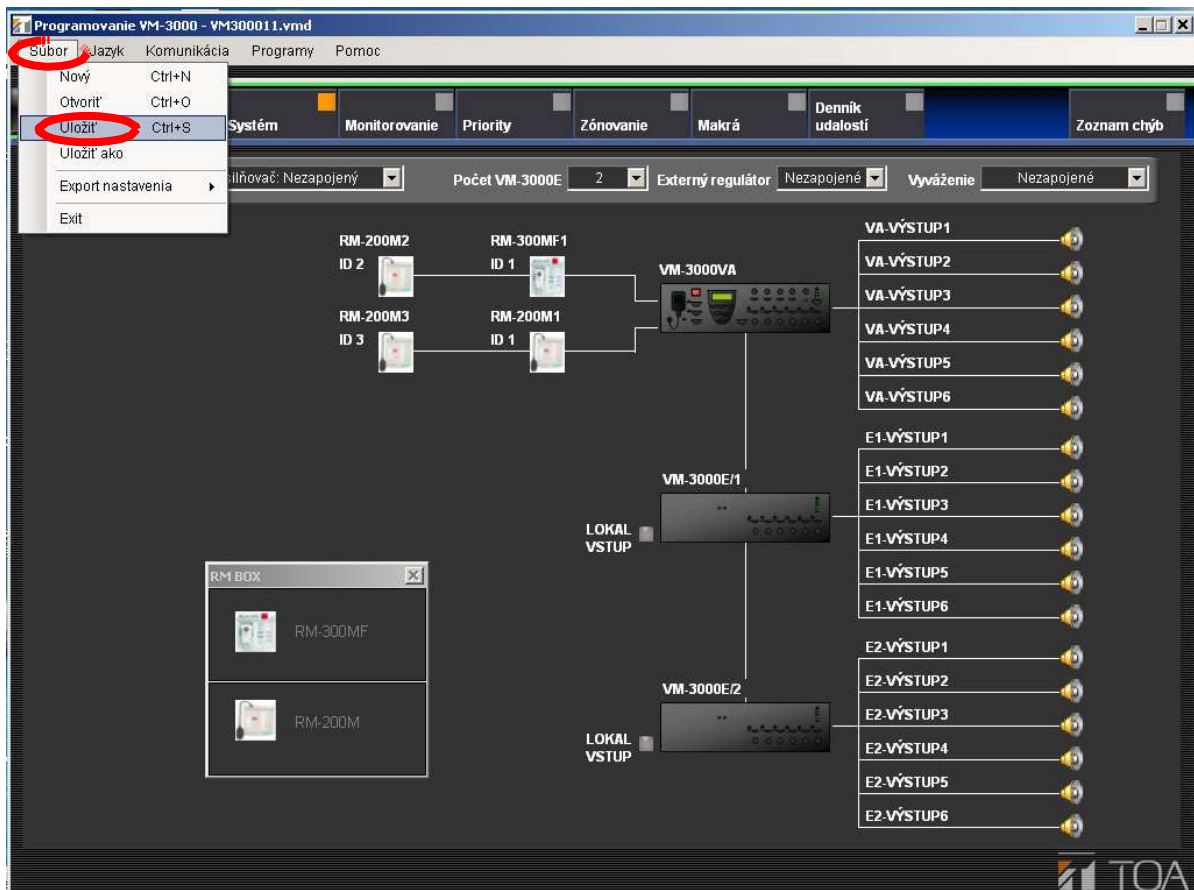 Programovanie VM-3000 - VM300011.vmd
Súbor Jazyk Komunikácia Programy Pomoc
Nový Ctrl+N
Otvoriť Ctrl+O
Uložiť Ctrl+S
Uložiť ako
Export nastavenia
Exit
Systém Monitorovanie Priority Zónovanie Makrá Denník
udalostí Zoznam chýb
silňovač: Nezapojený Počet VM-3000E 2 Externý regulátor Nezapojené Vyváženie Nezapojené
RM-200M2 RM-300MF1
ID 2 ID 1
RM-200M3 RM-200M1
ID 3 ID 1
VM-3000VA
VA-VÝSTUP1
VA-VÝSTUP2
VA-VÝSTUP3
VA-VÝSTUP4
VA-VÝSTUP5
VA-VÝSTUP6
VM-3000E/1
LOKAL
VSTUP
E1-VÝSTUP1
E1-VÝSTUP2
E1-VÝSTUP3
E1-VÝSTUP4
E1-VÝSTUP5
E1-VÝSTUP6
RM BOX
RM-300MF
RM-200M
VM-3000E/2
LOKAL
VSTUP
E2-VÝSTUP1
E2-VÝSTUP2
E2-VÝSTUP3
E2-VÝSTUP4
E2-VÝSTUP5
E2-VÝSTUP6
TOA